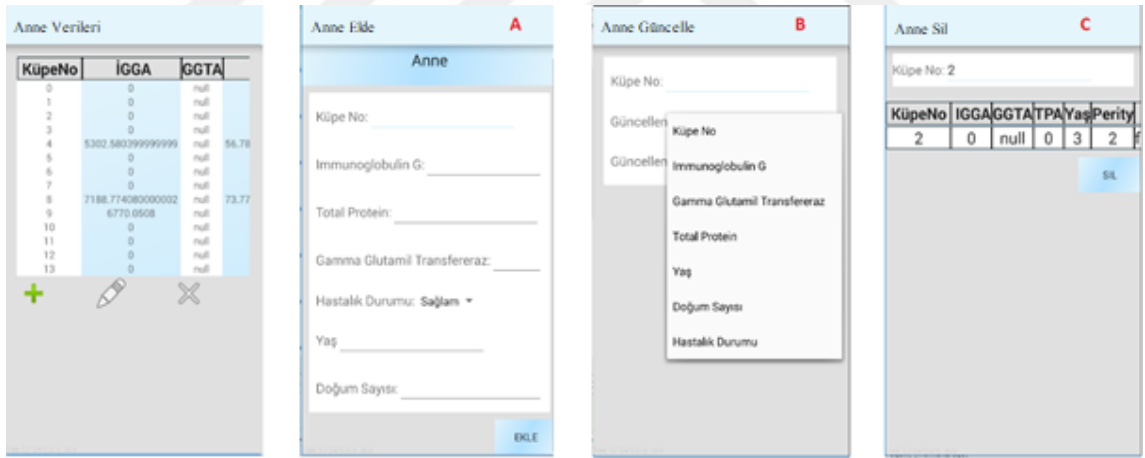 Anne Verileri
KüpeNo İGGA GGTA
0 0 null
1 0 null
2 0 null
3 0 null
4 5302.580399999999 null 56.78
5 0 null
6 0 null
7 0 null
8 7188.774080000002 null 73.77
9 6770.0508 null
10 0 null
11 0 null
12 0 null
13 0 null
Anne Ekle A
Anne
Küpe No:
Immunoglobulin G:
Total Protein:
Gamma Glutamil Transfereraz:
Hastalık Durumu: Sağlam
Yaş
Doğum Sayısı:
EKLE
Anne Güncelle B
Küpe No:
Güncellen
Güncellen
Küpe No
Immunoglobulin G
Gamma Glutamil Transfereraz
Total Protein
Yaş
Doğum Sayısı
Hastalık Durumu
Anne Sil C
Küpe No: 2
KüpeNo IGGA GGTA TPA Yaş Perity
2 0 null 0 3 2
SİL